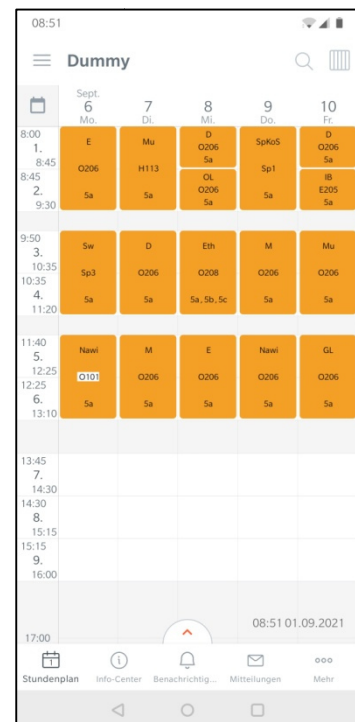 08:51
Dummy
Sept.
6 7 8 9 10
Mo. Di. Mi. Do. Fr.
8:00
1.
8:45
E
O206
5a
Mu
H113
5a
D
O206
5a
SpKoS
Sp1
5a
D
O206
5a
8:45
2.
9:30
OL
O206
5a
IB
E205
5a
9:50
3.
10:35
10:35
4.
11:20
Sw
Sp3
5a
D
O206
5a
Eth
O208
5a, 5b, 5c
M
O206
5a
Mu
O206
5a
11:40
5.
12:25
12:25
6.
13:10
Nawi
O101
5a
M
O206
5a
E
O206
5a
Nawi
O206
5a
GL
O206
5a
13:45
7.
14:30
14:30
8.
15:15
15:15
9.
16:00
17:00
08:51 01.09.2021
1
Stundenplan
Info-Center
Benachrichtig...
Mitteilungen
Mehr